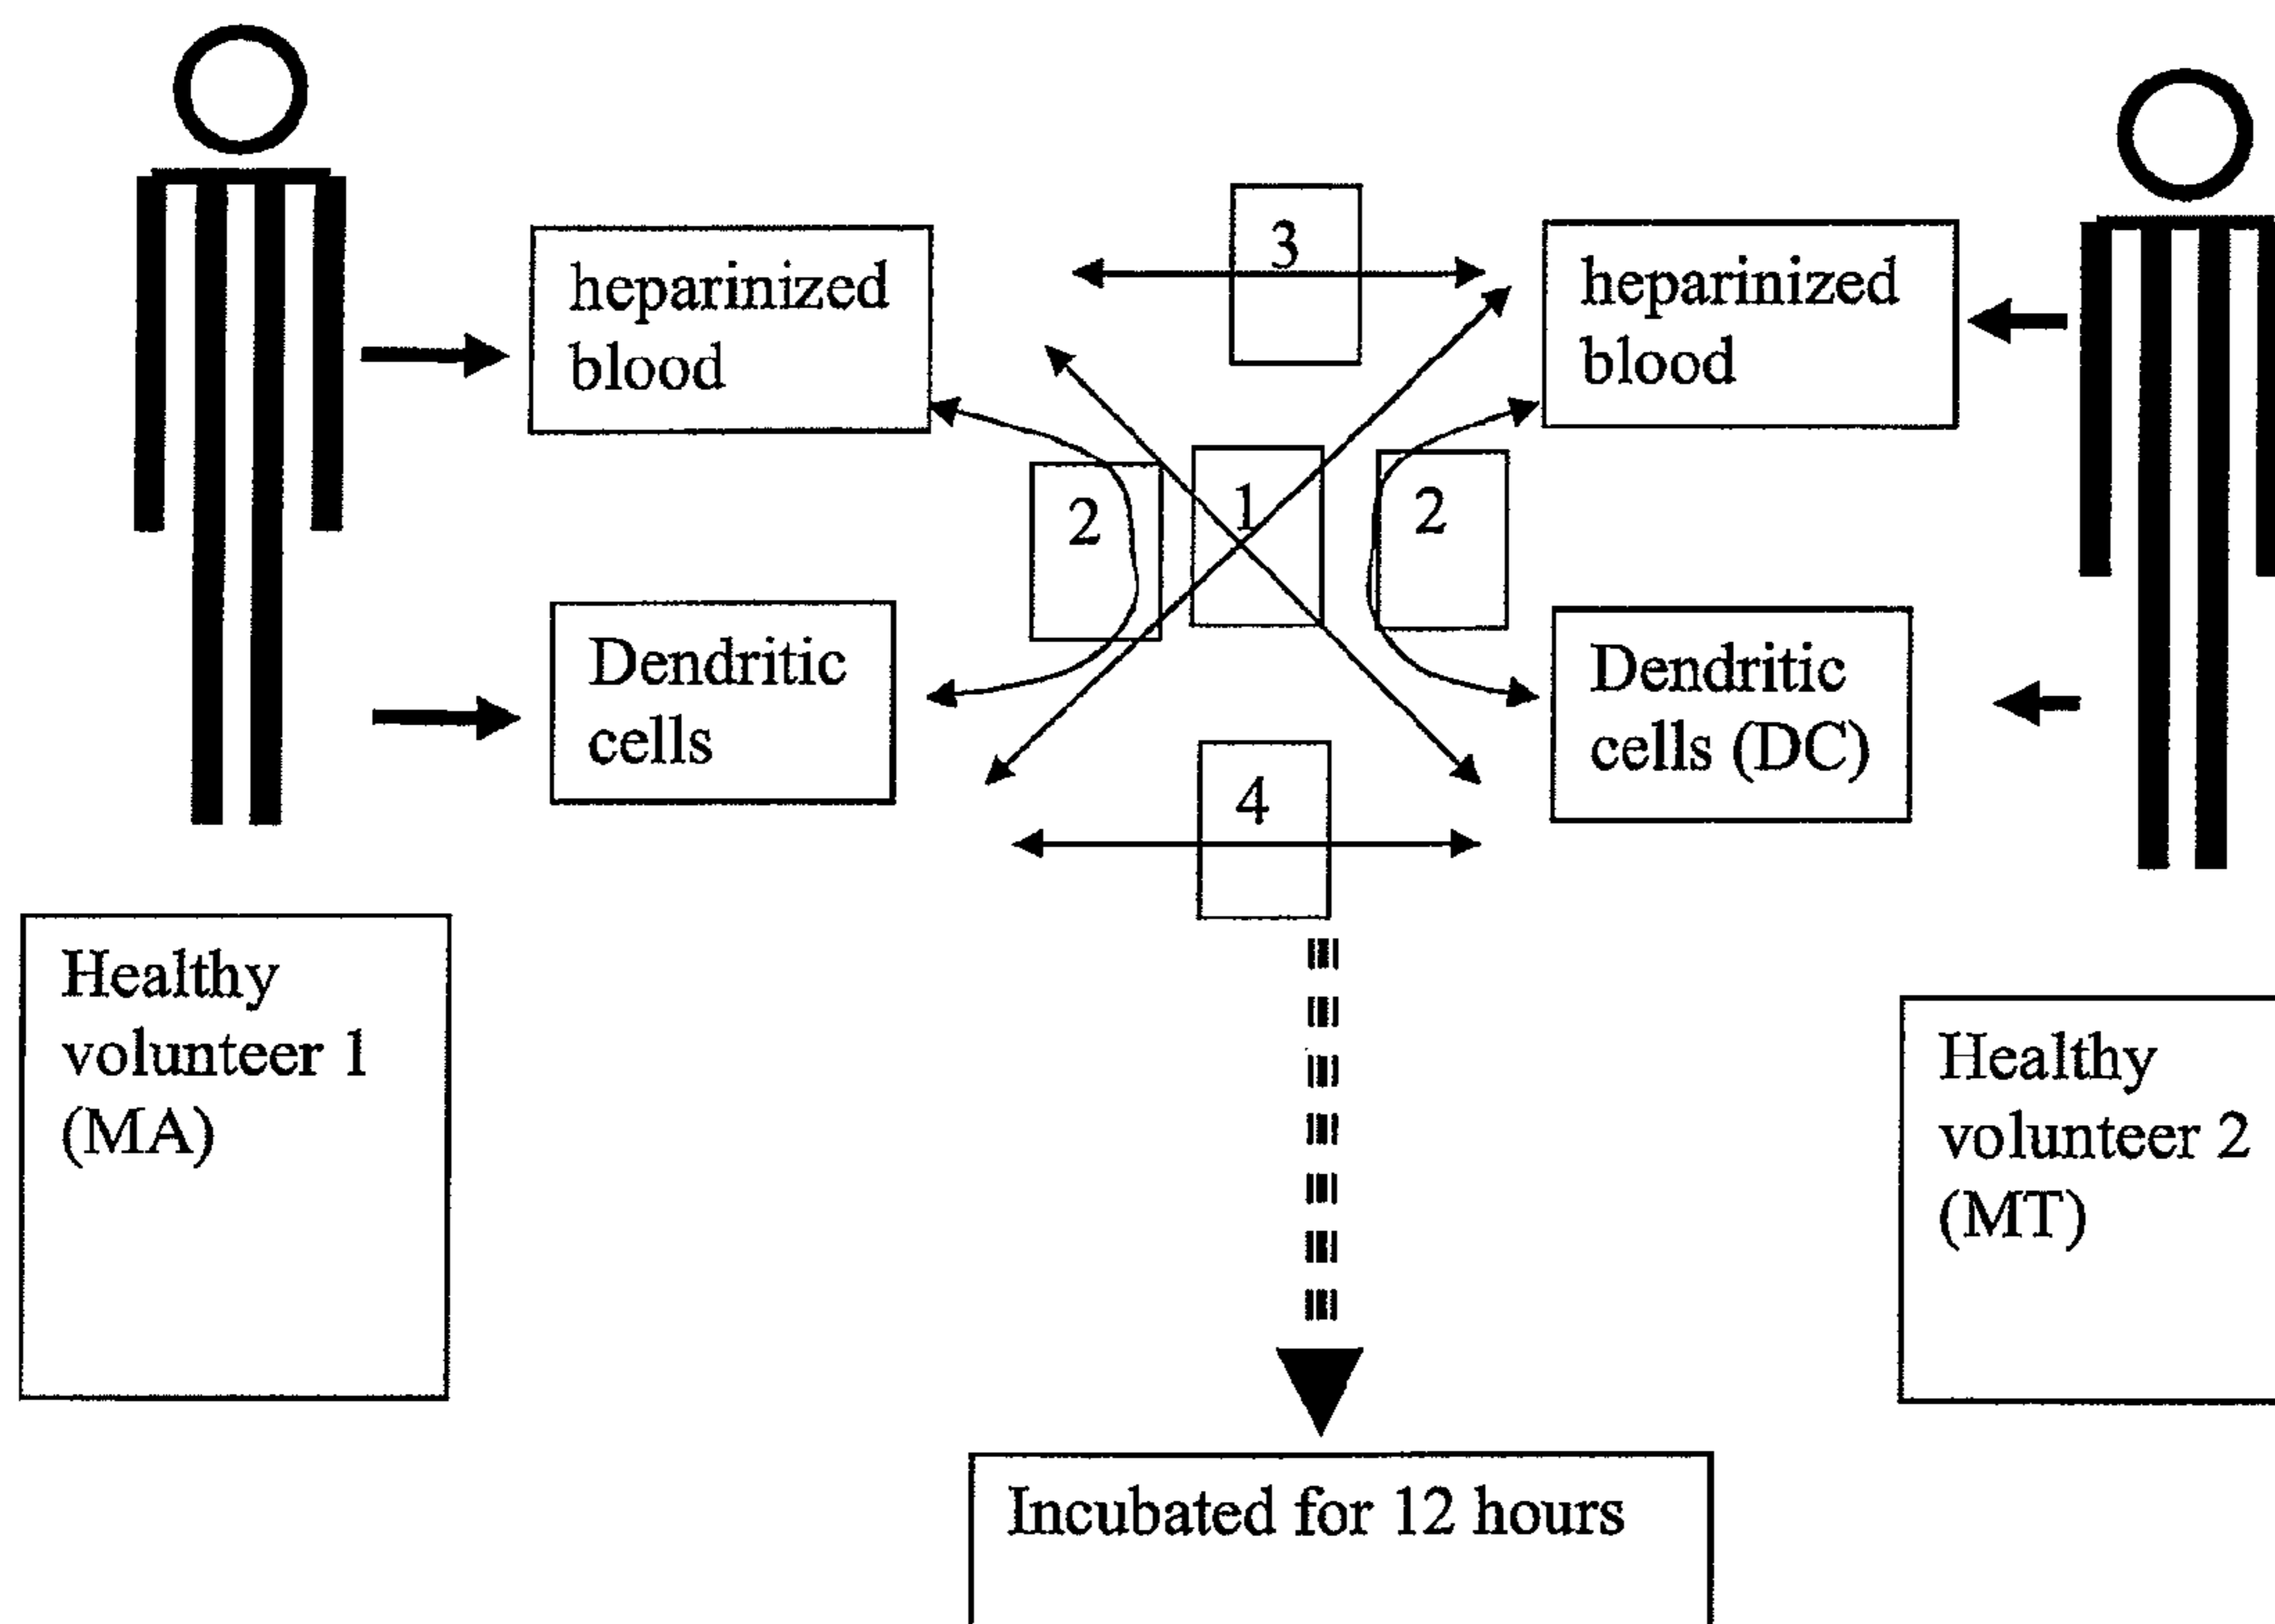 3
heparinized
blood
heparinized
blood
2
1
2
Dendritic
cells
Dendritic
cells (DC)
4
Healthy
volunteer 1
(MA)
Healthy
volunteer 2
(MT)
Incubated for 12 hours